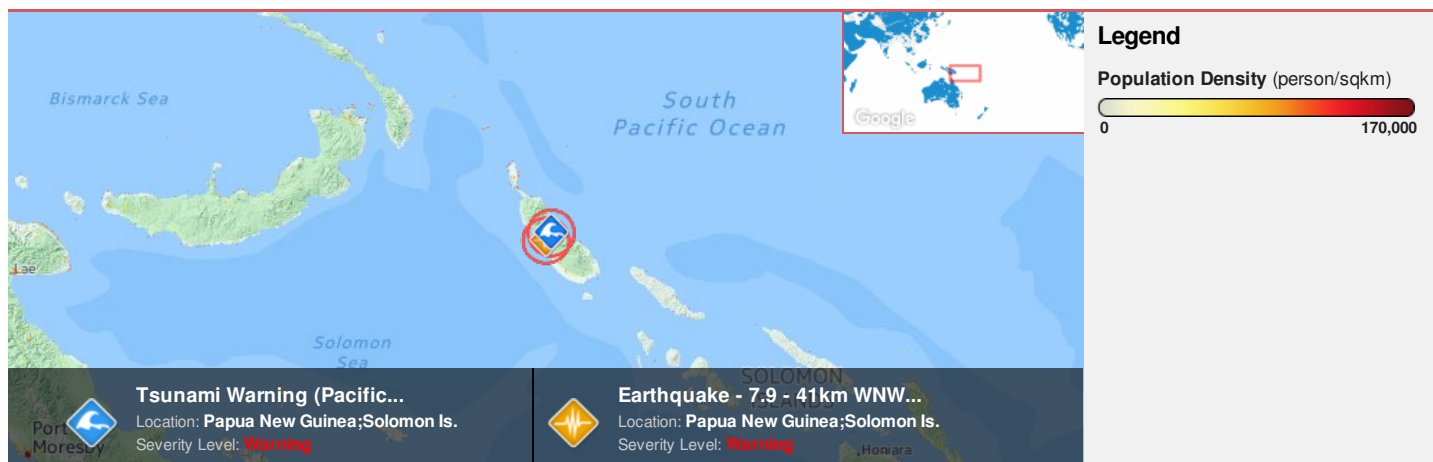 Bismarck Sea
South
Pacific Ocean
Google
Legend
Population Density (person/sqkm)
0
170,000
Lae
Solomon
Sea
SOLOMON
ISLANDS
Port
Moresby
Honiara
Tsunami Warning (Pacific...
Location: Papua New Guinea;Solomon Is.
Severity Level: Warning
Earthquake - 7.9 - 41km WNW...
Location: Papua New Guinea;Solomon Is.
Severity Level: Warning